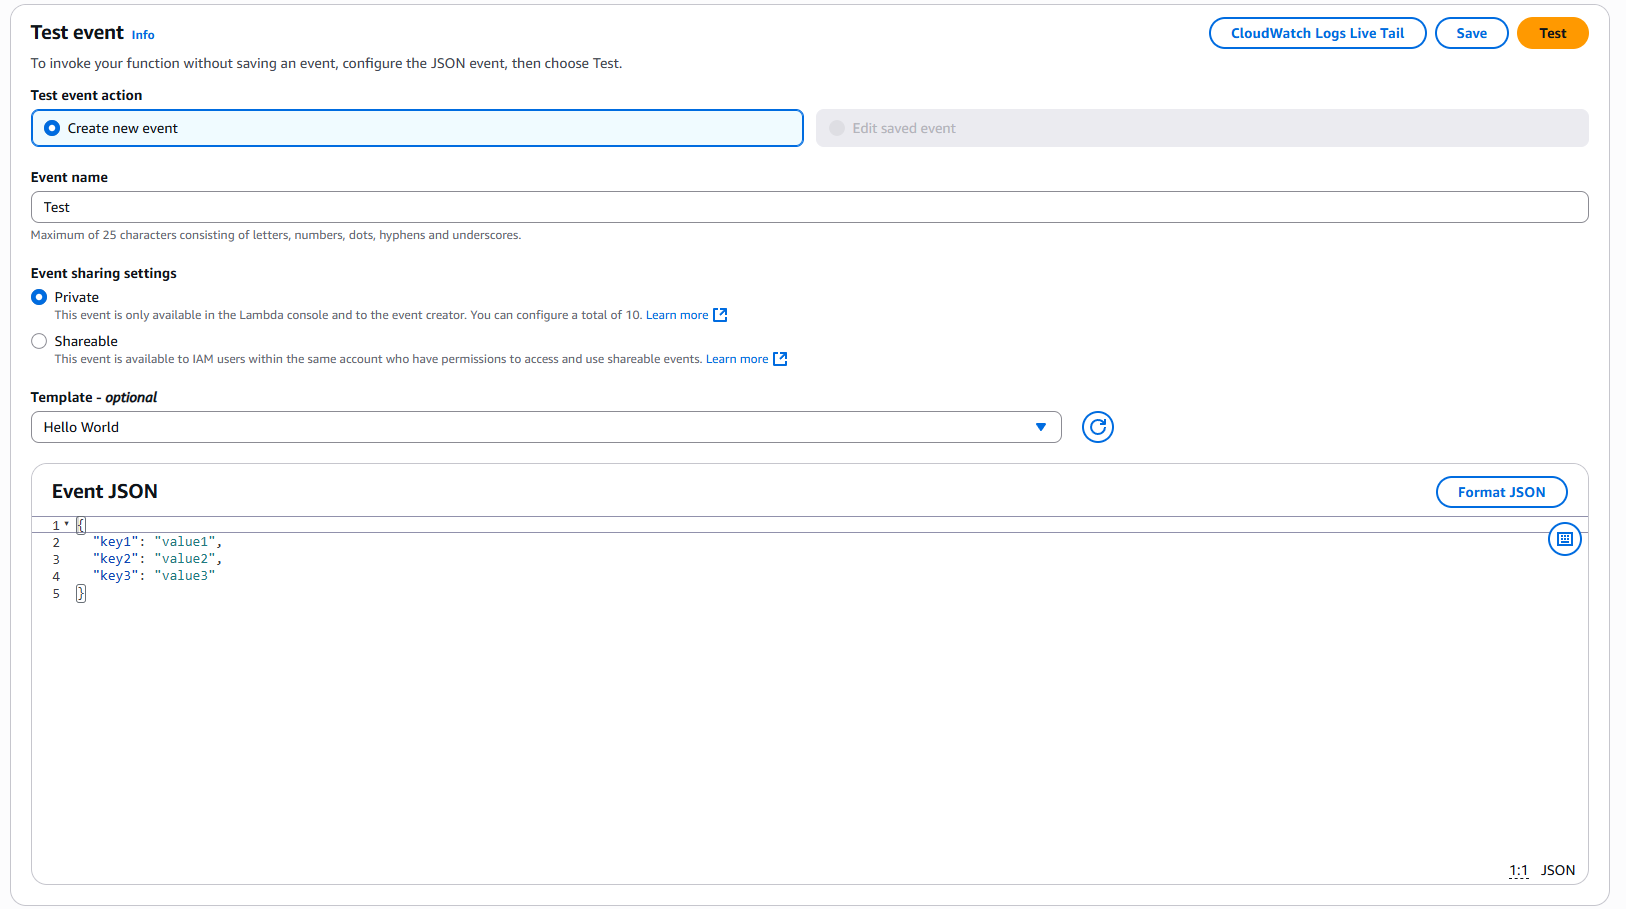 Test event Info
CloudWatch Logs Live Tail
Save
Test
To invoke your function without saving an event, configure the JSON event, then choose Test.
Test event action
Create new event
Edit saved event
Event name
Test
Maximum of 25 characters consisting of letters, numbers, dots, hyphens and underscores.
Event sharing settings
Private
This event is only available in the Lambda console and to the event creator. You can configure a total of 10. Learn more
Shareable
This event is available to IAM users within the same account who have permissions to access and use shareable events. Learn more
Template - optional
Hello World
Event JSON
Format JSON
1 {
2 "key1": "value1",
3 "key2": "value2",
4 "key3": "value3"
5 }
1:1 JSON